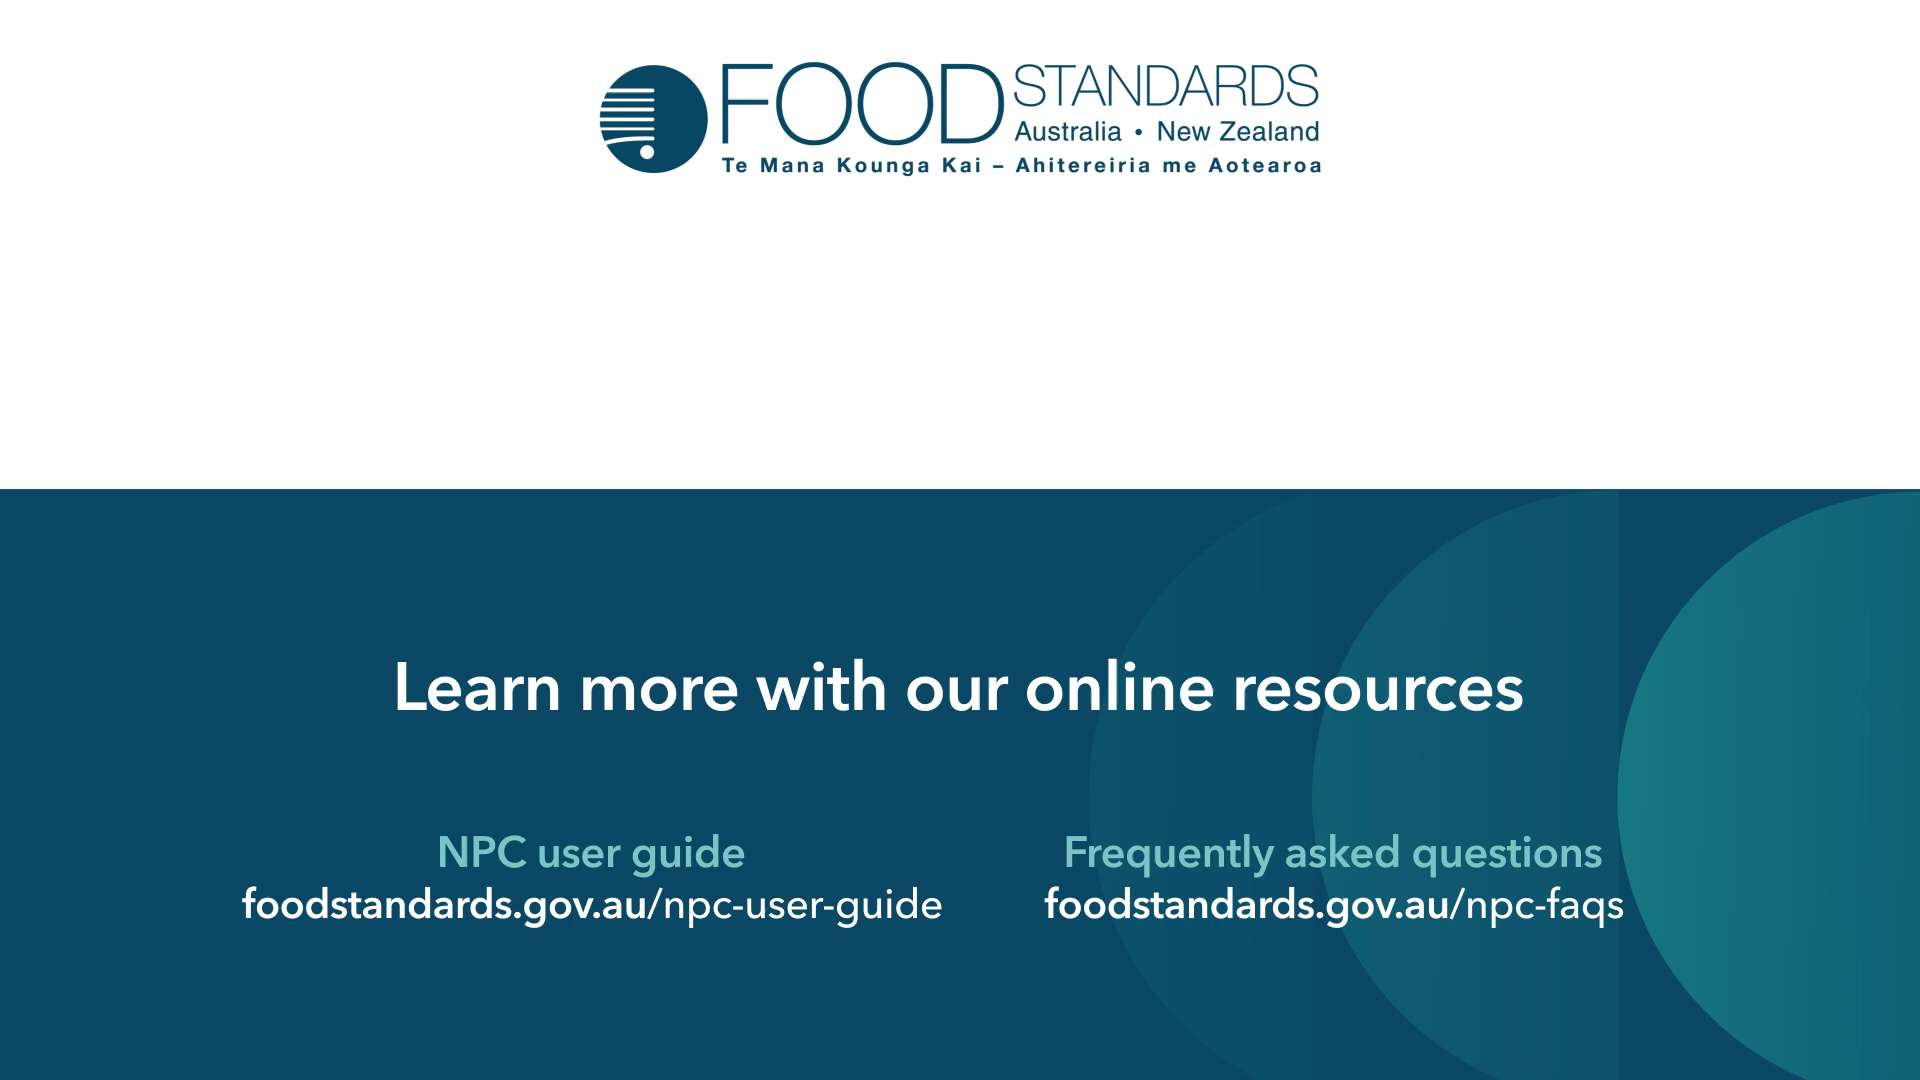 FOOD STANDARDS
Australia • New Zealand
Te Mana Kounga Kai – Ahitereiria me Aotearoa
Learn more with our online resources
NPC user guide
foodstandards.gov.au/npc-user-guide
Frequently asked questions
foodstandards.gov.au/npc-faqs